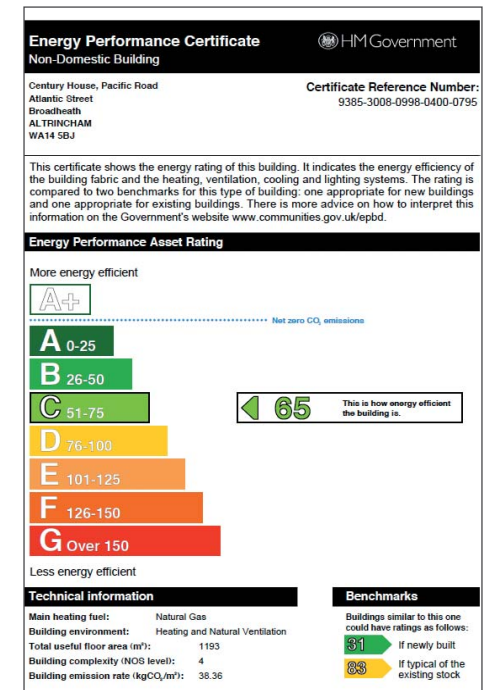 Energy Performance Certificate
HM Government
Non-Domestic Building
Century House, Pacific Road
Atlantic Street
Broadheath
ALTRINCHAM
WA14 5BJ
Certificate Reference Number:
9385-3008-0998-0400-0795
This certificate shows the energy rating of this building. It indicates the energy efficiency of
the building fabric and the heating, ventilation, cooling and lighting systems. The rating is
compared to two benchmarks for this type of building: one appropriate for new buildings
and one appropriate for existing buildings. There is more advice on how to interpret this
information on the Government's website www.communities.gov.uk/epbd.
Energy Performance Asset Rating
More energy efficient
A+
Net zero CO₂ emissions
A 0-25
B 26-50
C 51-75
65
This is how energy efficient
the building is.
D 76-100
E 101-125
F 126-150
G Over 150
Less energy efficient
Technical information
Main heating fuel: Natural Gas
Building environment: Heating and Natural Ventilation
Total useful floor area (m²): 1193
Building complexity (NOS level): 4
Building emission rate (kgCO₂/m²): 38.36
Benchmarks
Buildings similar to this one
could have ratings as follows:
31 If newly built
83 If typical of the
existing stock